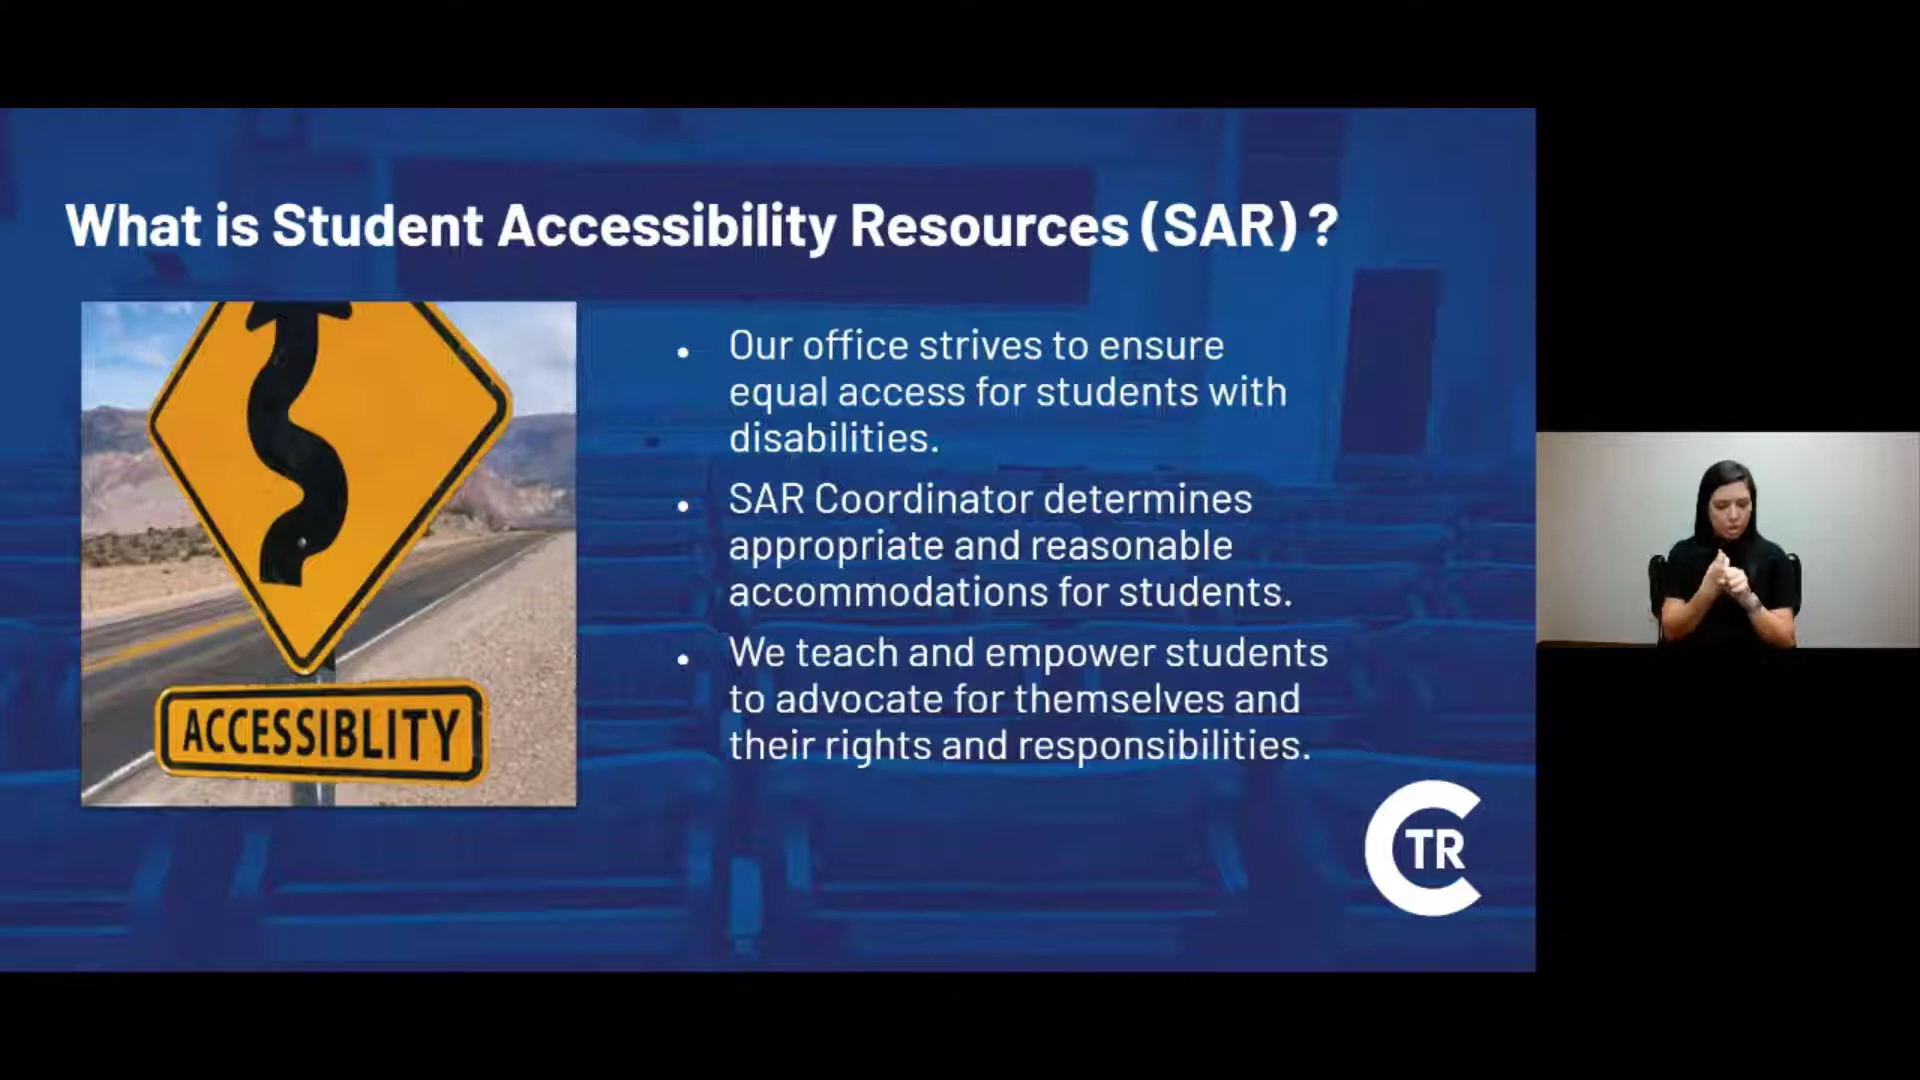 What is Student Accessibility Resources (SAR) ?
Our office strives to ensure
equal access for students with
disabilities.
SAR Coordinator determines
appropriate and reasonable
accommodations for students.
We teach and empower students
to advocate for themselves and
their rights and responsibilities.
ACCESSIBLITY
CTR